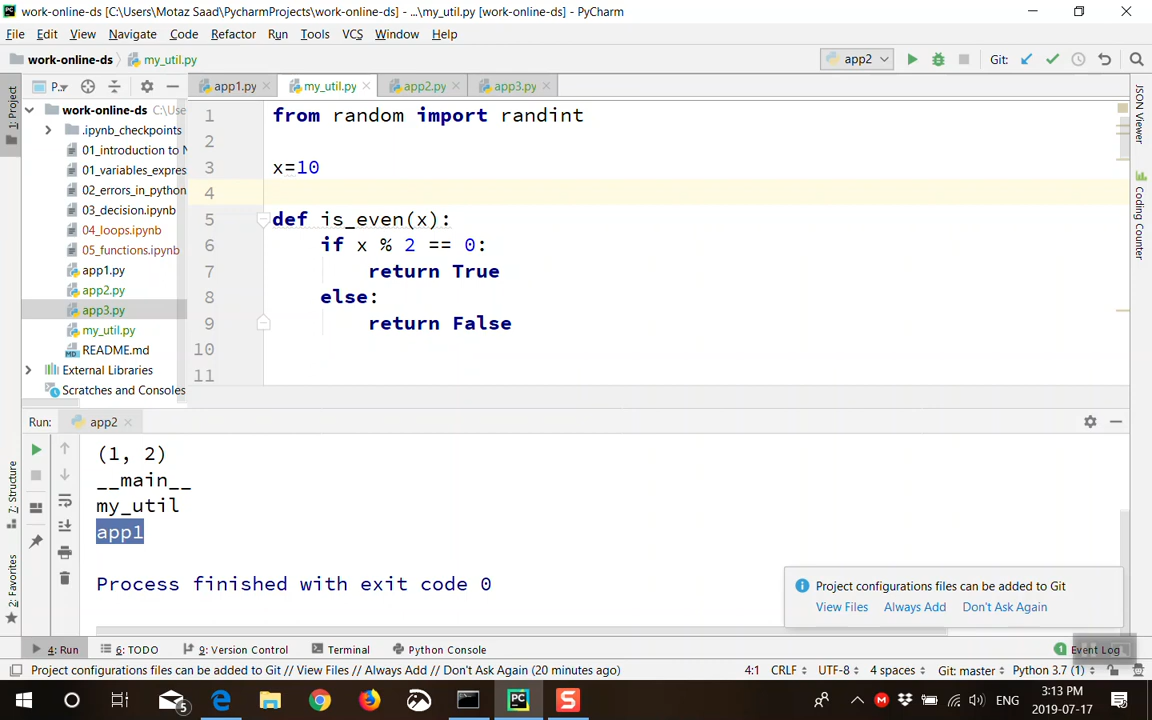 work-online-ds [C:\Users\Motaz Saad\PycharmProjects\work-online-ds] - ...\my_util.py [work-online-ds] - PyCharm
File Edit View Navigate Code Refactor Run Tools VCS Window Help
work-online-ds my_util.py app2 Git:
P... app1.py my_util.py app2.py app3.py
1: Project
work-online-ds C:\Use
.ipynb_checkpoints
01_introduction to N
01_variables_expres
02_errors_in_python
03_decision.ipynb
04_loops.ipynb
05_functions.ipynb
app1.py
app2.py
app3.py
my_util.py
README.md
External Libraries
Scratches and Consoles
1 from random import randint
2
3 x=10
4
5 def is_even(x):
6 if x % 2 == 0:
7 return True
8 else:
9 return False
10
11
JSON Viewer
Coding Counter
Run: app2
(1, 2)
__main__
my_util
app1
Process finished with exit code 0
7: Structure
2: Favorites
Project configurations files can be added to Git
View Files Always Add Don't Ask Again
4: Run 6: TODO 9: Version Control Terminal Python Console 1 Event Log
Project configurations files can be added to Git // View Files // Always Add // Don't Ask Again (20 minutes ago) 4:1 CRLF UTF-8 4 spaces Git: master Python 3.7 (1)
5 ENG 3:13 PM
2019-07-17